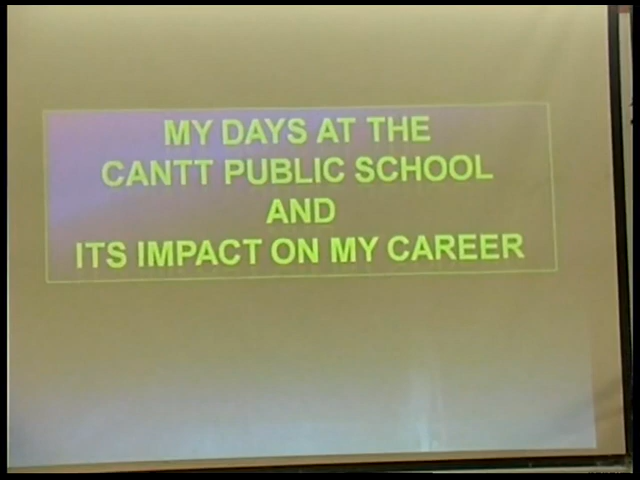 MY DAYS AT THE
CANTT PUBLIC SCHOOL
AND
ITS IMPACT ON MY CAREER